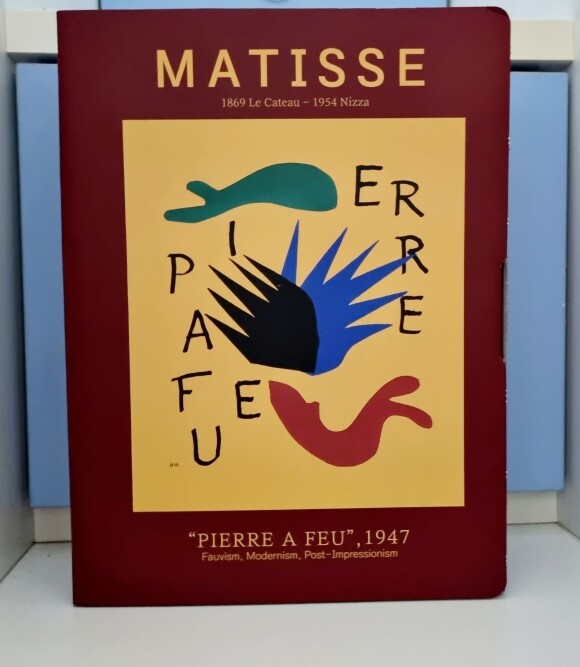 MATISSE
1869 Le Cateau – 1954 Nizza
PIERRE
A FEU
"PIERRE A FEU", 1947
Fauvism, Modernism, Post-Impressionism